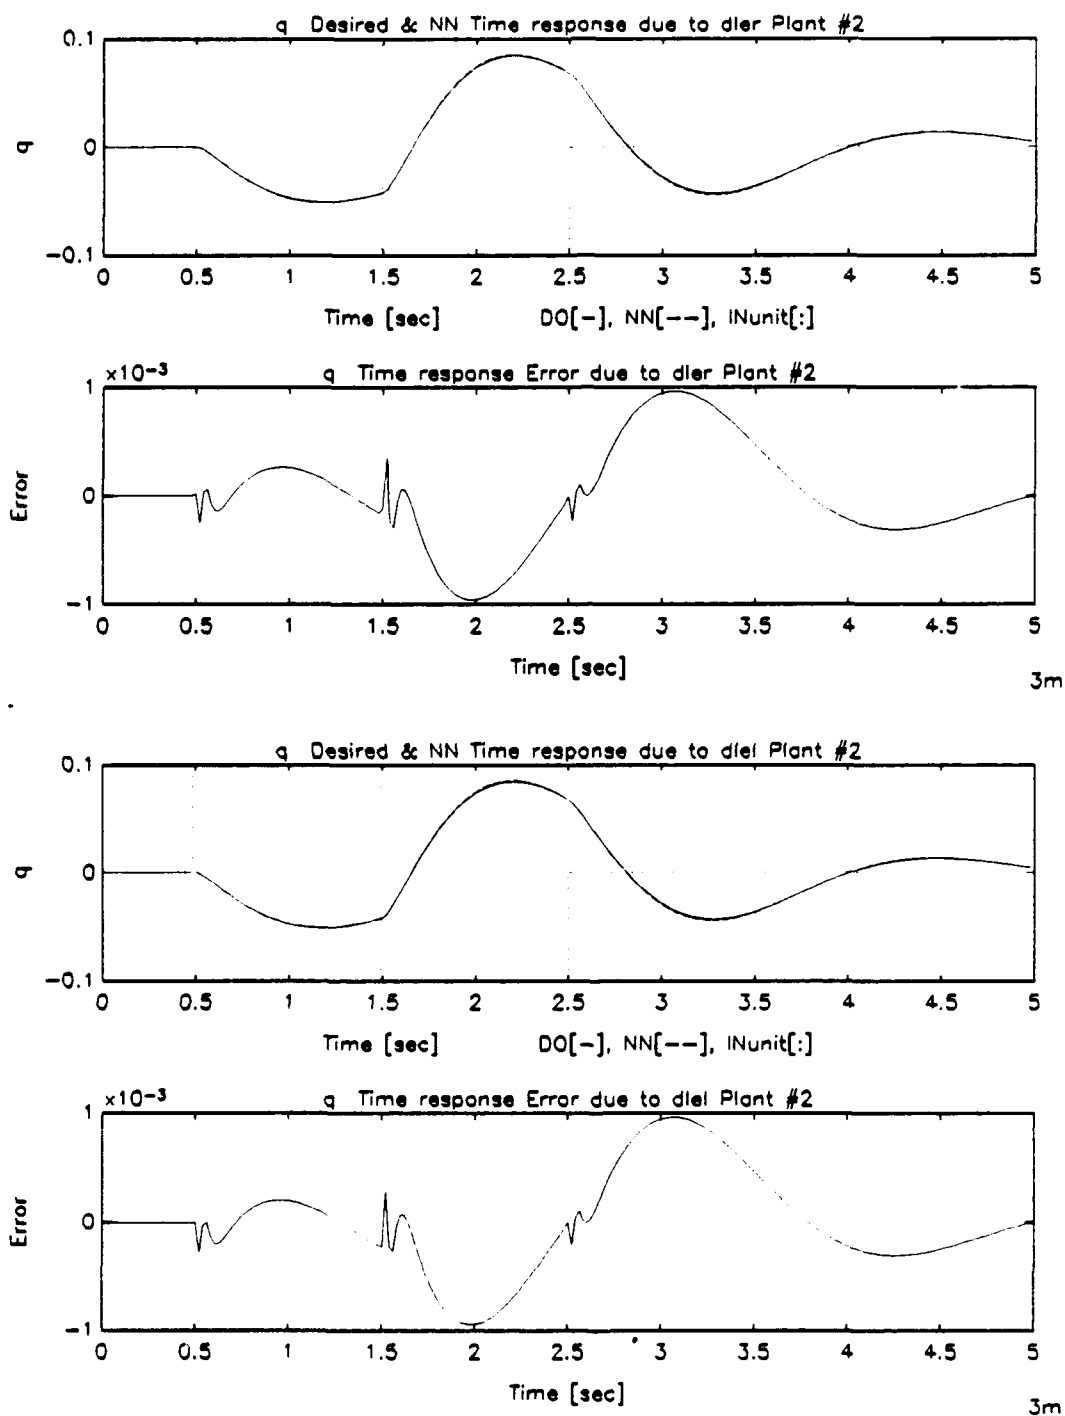 q Desired & NN Time response due to dler Plant #2
0.1
0
-0.1
q
0 0.5 1 1.5 2 2.5 3 3.5 4 4.5 5
Time [sec] DO[-], NN[--], INunit[:]
×10-3 q Time response Error due to dler Plant #2
1
0
-1
Error
0 0.5 1 1.5 2 2.5 3 3.5 4 4.5 5
Time [sec]
3m
q Desired & NN Time response due to dlel Plant #2
0.1
0
-0.1
q
0 0.5 1 1.5 2 2.5 3 3.5 4 4.5 5
Time [sec] DO[-], NN[--], INunit[:]
×10-3 q Time response Error due to dlel Plant #2
1
0
-1
Error
0 0.5 1 1.5 2 2.5 3 3.5 4 4.5 5
Time [sec]
3m